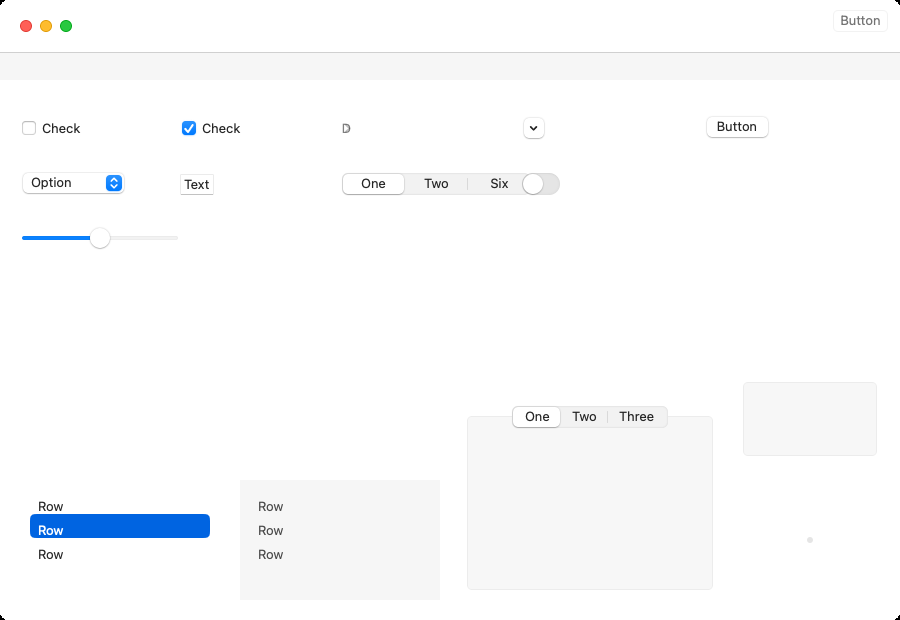 Button
Check
Check
D
Button
Option
Text
One
Two
Six
One
Two
Three
Row
Row
Row
Row
Row
Row